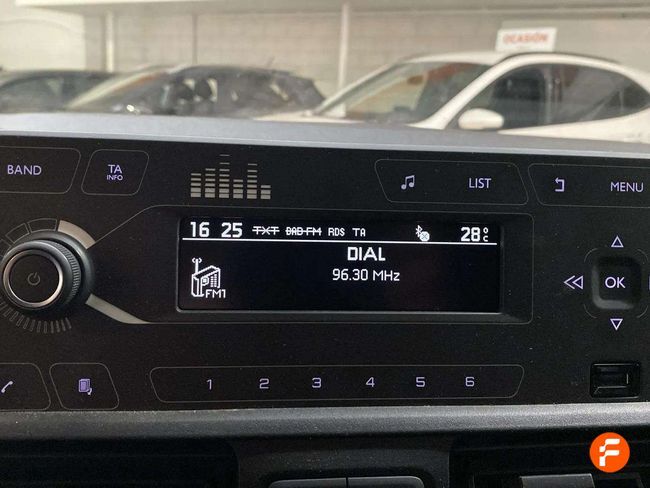 OCASIÓN
BAND
TA
INFO
LIST
MENU
16 25 TXT DAB-FM RDS TA 28°C
DIAL
96.30 MHz
FM1
OK
1 2 3 4 5 6